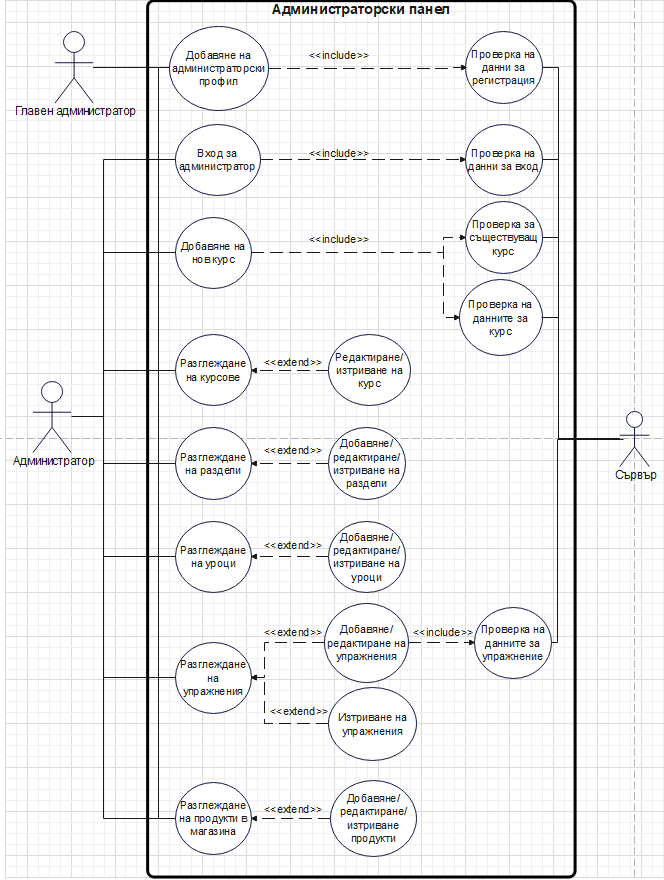 Администраторски панел
Главен администратор
Добавяне на
администраторски
профил
<<include>>
Проверка на
данни за
регистрация
Вход за
администратор
<<include>>
Проверка на
данни за вход
Добавяне на
нов курс
<<include>>
Проверка за
съществуващ
курс
Проверка на
данните за
курс
Разглеждане
на курсове
<<extend>>
Редактиране/
изтриване на
курс
Администратор
Сървър
Разглеждане
на раздели
<<extend>>
Добавяне/
редактиране/
изтриване на
раздели
Разглеждане
на уроци
<<extend>>
Добавяне/
редактиране/
изтриване на
уроци
Разглеждане
на
упражнения
<<extend>>
Добавяне/
редактиране на
упражнения
<<include>>
Проверка на
данните за
упражнение
<<extend>>
Изтриване на
упражнения
Разглеждане
на продукти в
магазина
<<extend>>
Добавяне/
редактиране/
изтриване
продукти